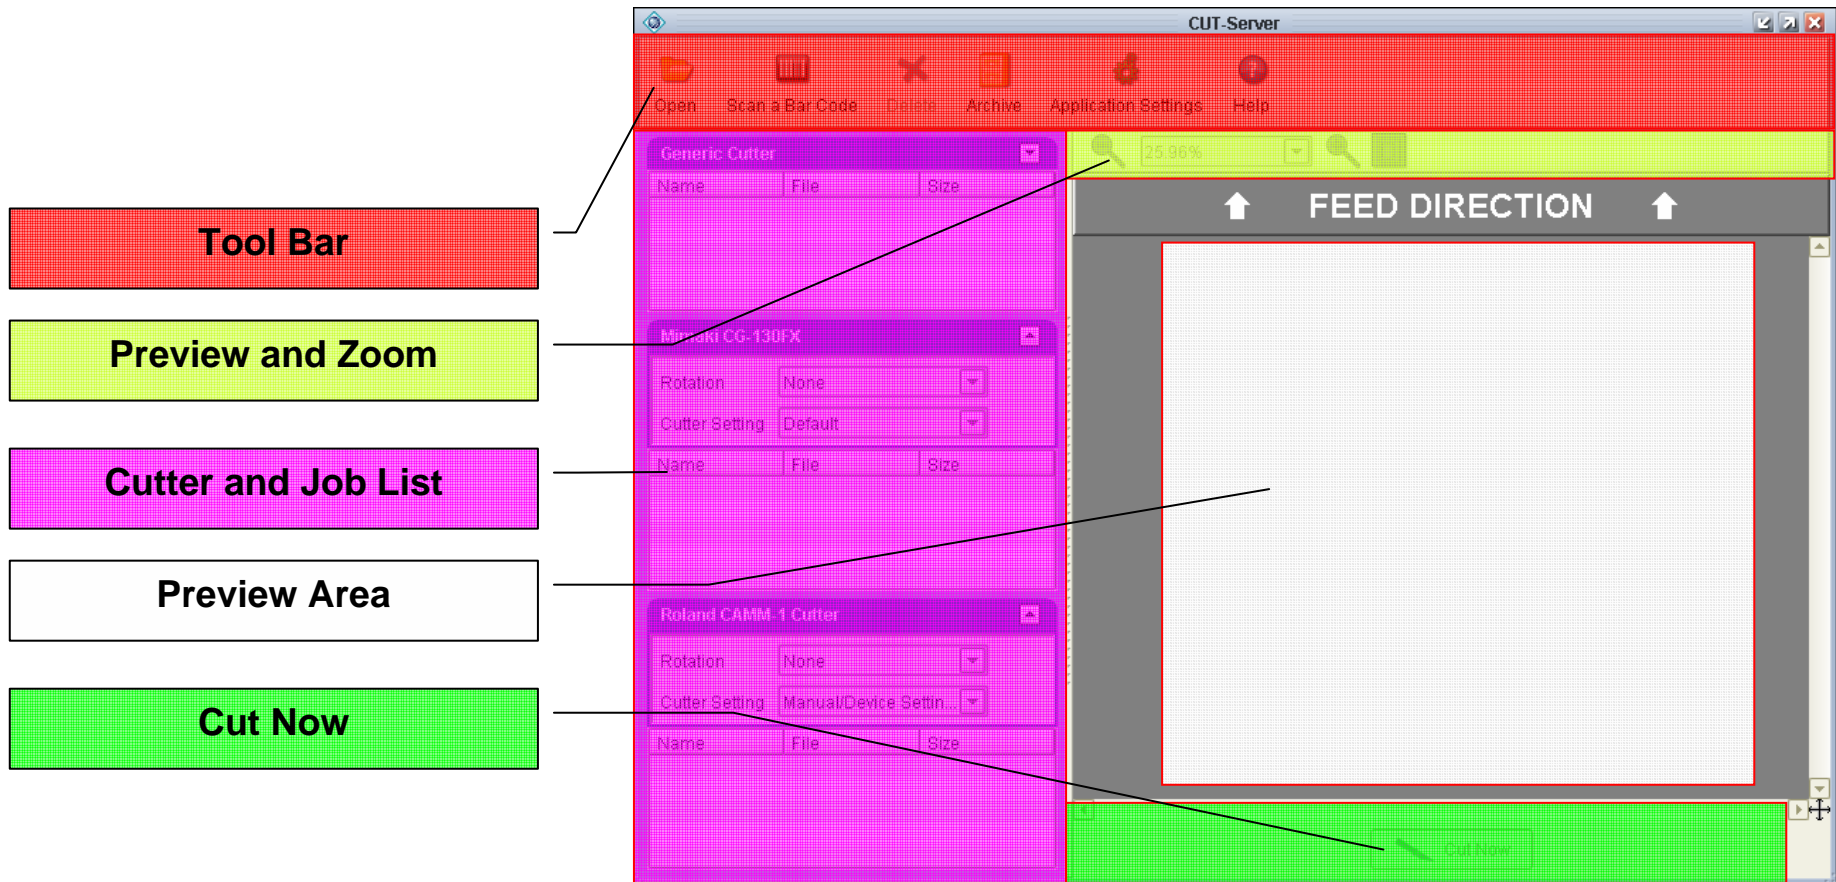 CUT-Server
Open Scan a Bar Code Delete Archive Application Settings Help
Generic Cutter
25.96%
Name File Size
FEED DIRECTION
Tool Bar
Preview and Zoom
Mimaki CG-130FX
Rotation None
Cutter Setting Default
Name File Size
Cutter and Job List
Preview Area
Roland CAMM-1 Cutter
Rotation None
Cutter Setting Manual/Device Settin...
Name File Size
Cut Now
Cut Now